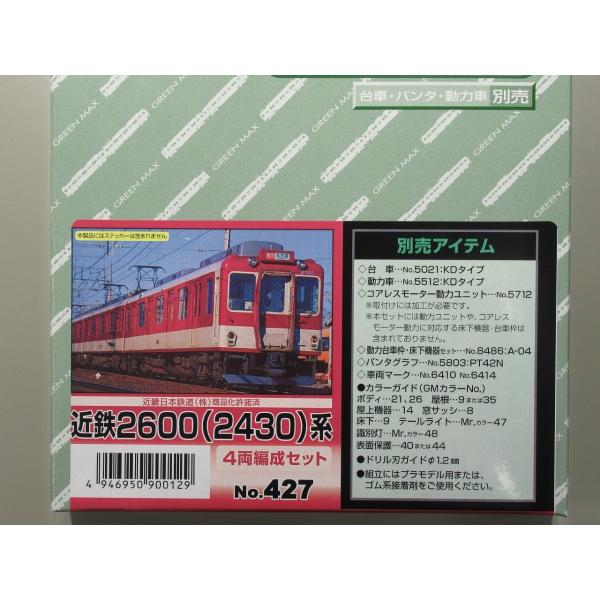 台車・パンタ・動力車 別売
GREEN MAX
本製品にはステッカーは含まれません
近畿日本鉄道(株)商品化許諾済
近鉄2600(2430)系
4両編成セット
No.427
4 946950 900129
別売アイテム
◇台 車…No.5021:KDタイプ
◇動力車…No.5512:KDタイプ
◇コアレスモーター動力ユニット…No.5712
※取付けには加工が必要です。
※本セットには動力ユニットや、コアレス
モーター動力に対応する床下機器・台車枠は
含まれておりません。
◇動力台車枠・床下機器セット…No.8486:A-04
◇パンタグラフ…No.5803:PT42N
◇車両マーク…No.6410 No.6414
●カラーガイド(GMカラーNo.)
ボディ…21、26 屋根…9または35
屋上機器…14 窓サッシ…8
床下…9 テールライト…Mr.カラー47
識別灯…Mr.カラー48
表面保護…40または44
●ドリル刃ガイドφ1.2mm
●組立にはプラモデル用または、
ゴム系接着剤をご使用ください。